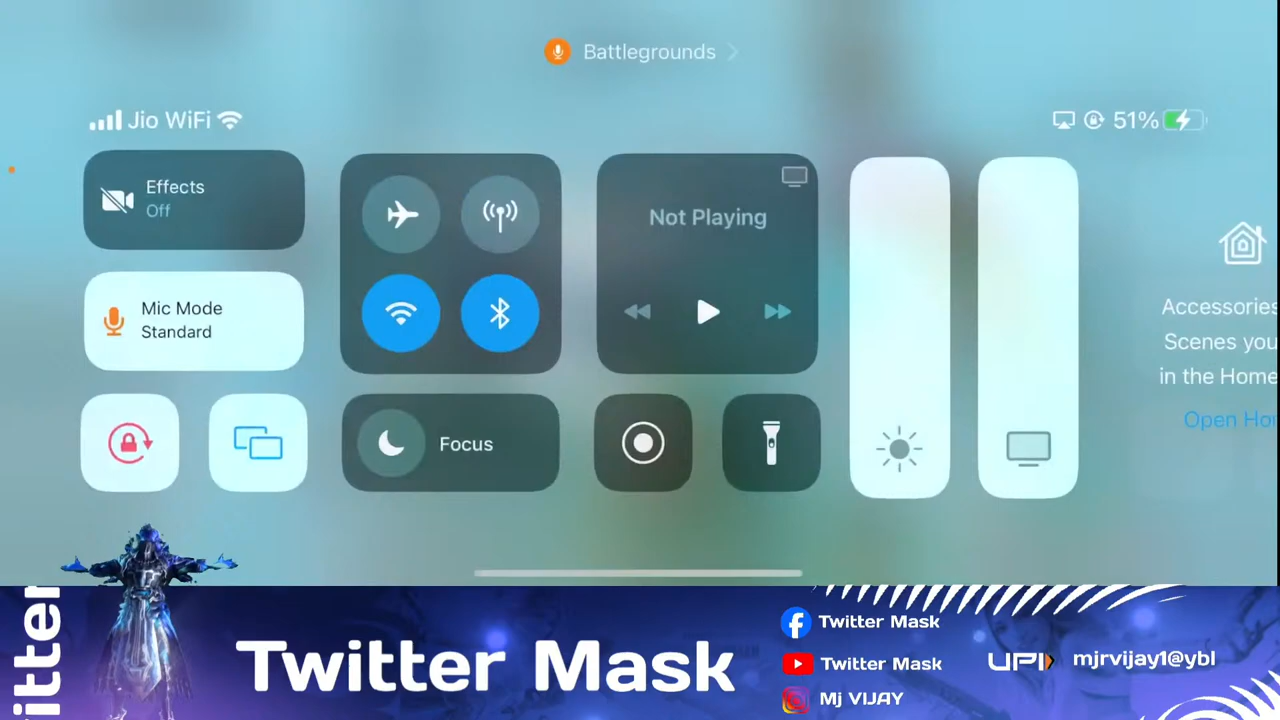 Battlegrounds
Jio WiFi
51%
Effects
Off
Not Playing
Mic Mode
Standard
Accessories
Scenes you
in the Home
Open Ho
Focus
itter
Twitter Mask
Twitter Mask
Twitter Mask
Mj VIJAY
UPI
mjrvijay1@ybl